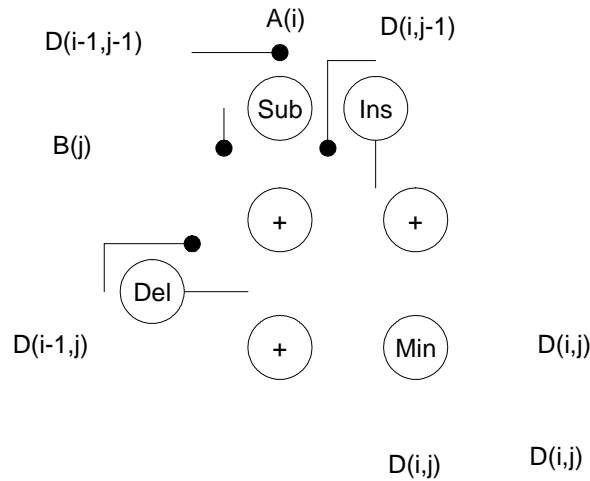 A(i)
D(i-1,j-1)
D(i,j-1)
Sub
Ins
B(j)
+
+
Del
D(i-1,j)
+
Min
D(i,j)
D(i,j)
D(i,j)